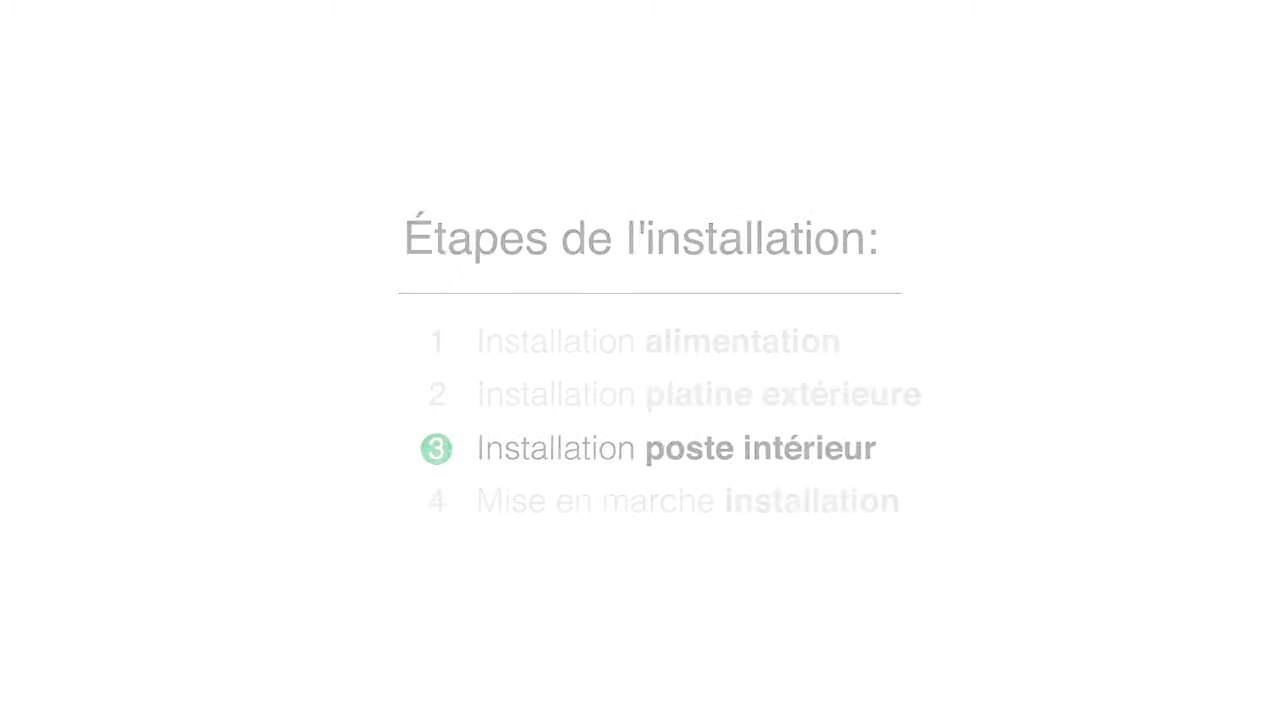 Étapes de l'installation:
1 Installation alimentation
2 Installation platine extérieure
3 Installation poste intérieur
4 Mise en marche installation